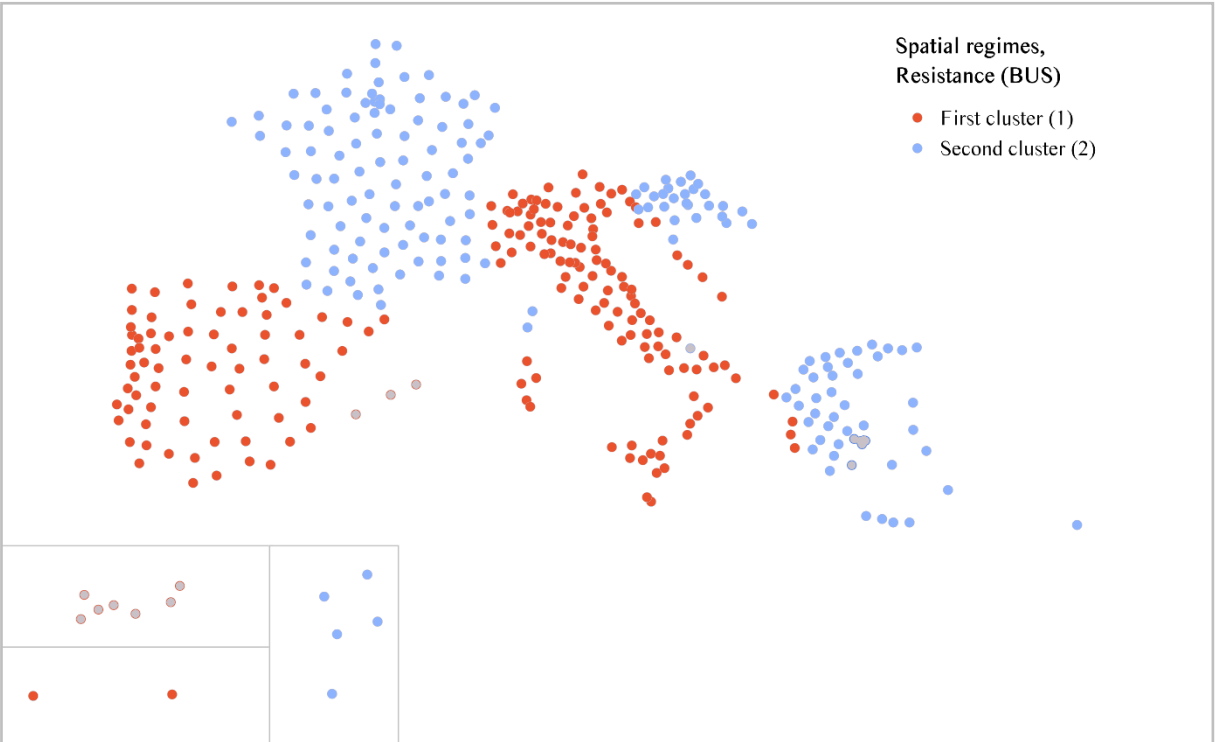 Spatial regimes,
Resistance (BUS)
First cluster (1)
Second cluster (2)